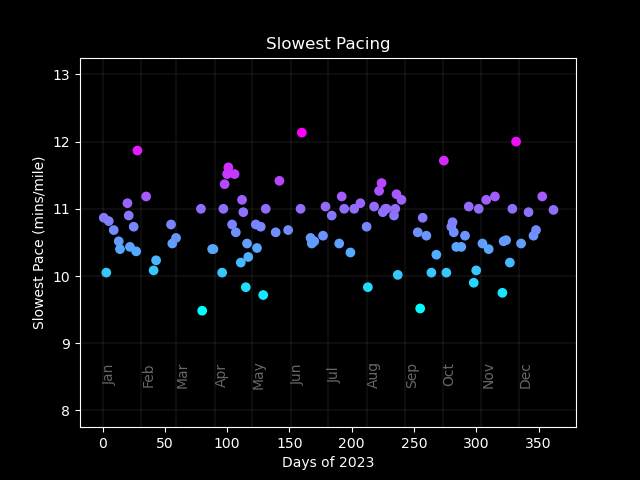 Slowest Pacing
Slowest Pace (mins/mile)
13
12
11
10
9
8
Jan Feb Mar Apr May Jun Jul Aug Sep Oct Nov Dec
0 50 100 150 200 250 300 350
Days of 2023